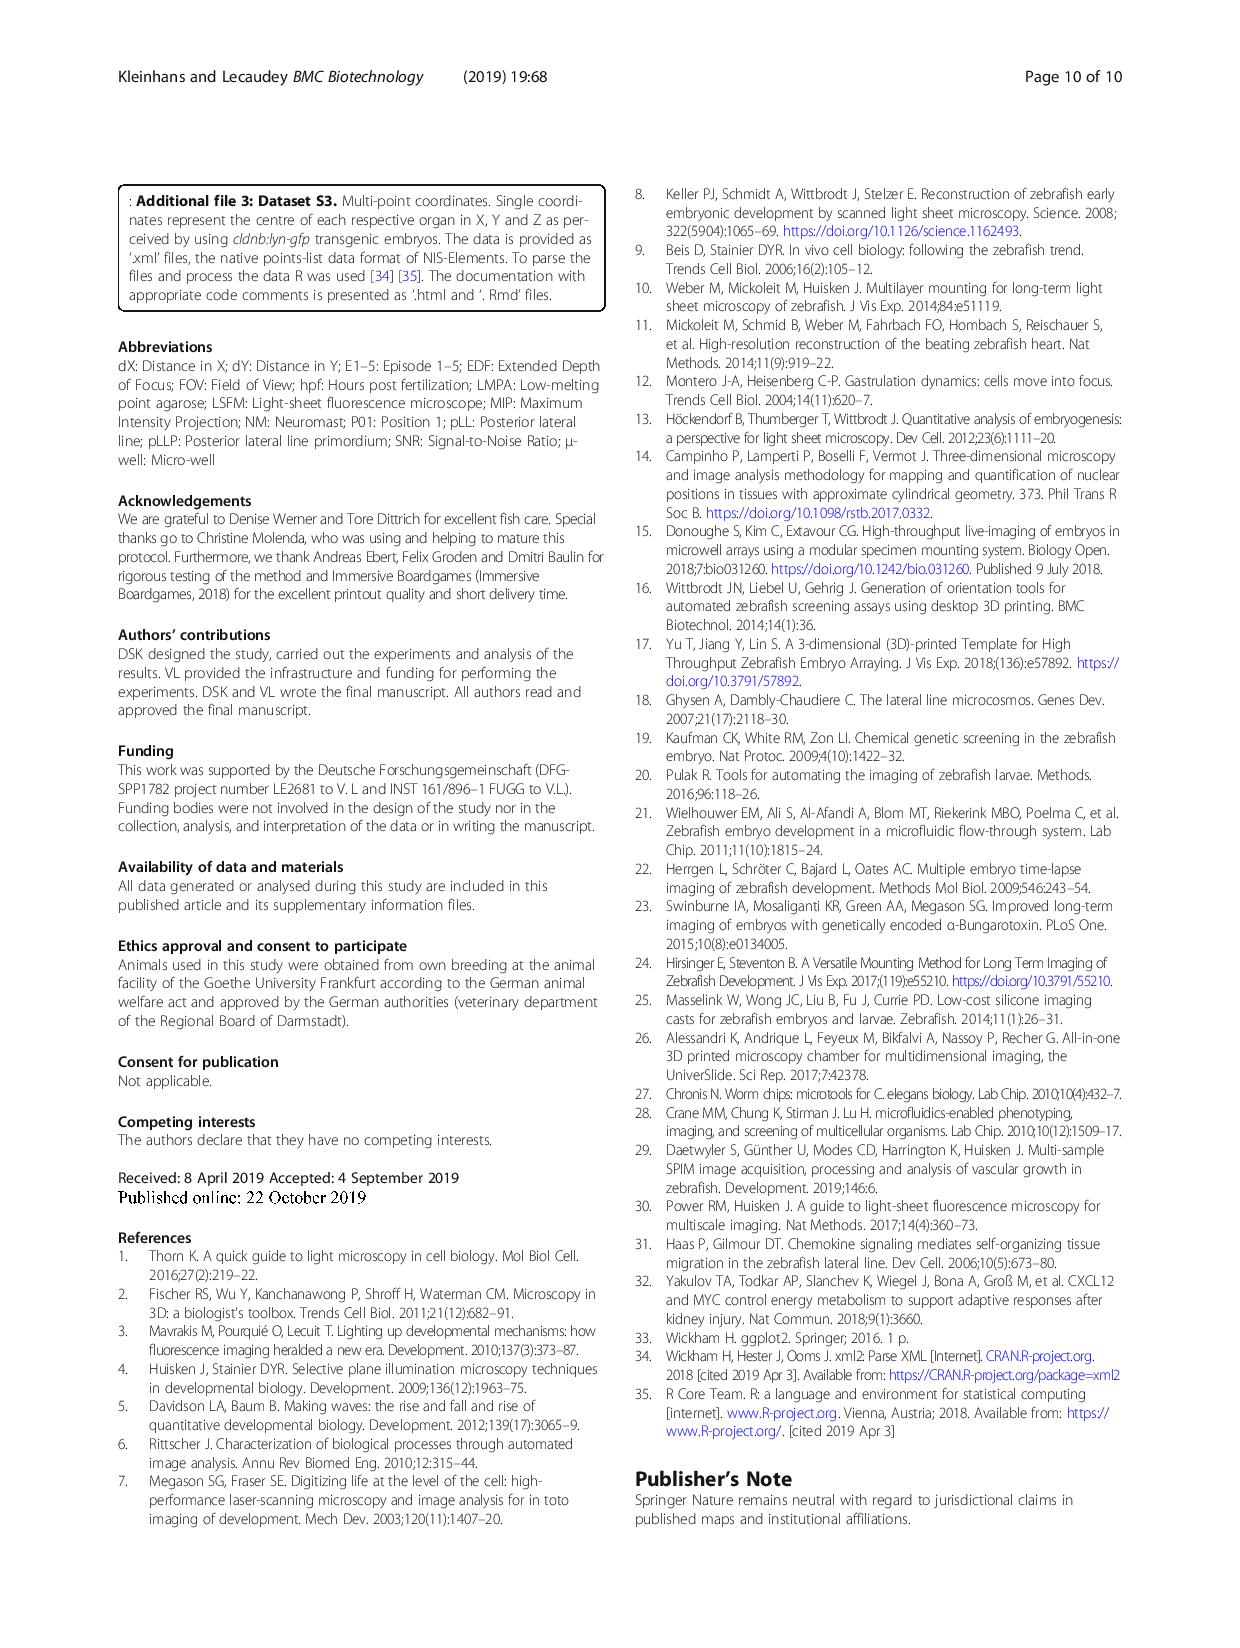 Kleinhans and Lecaudey BMC Biotechnology (2019) 19:68 Page 10 of 10
: Additional file 3: Dataset S3. Multi-point coordinates. Single coordi-
nates represent the centre of each respective organ in X, Y and Z as per-
ceived by using cldnb:lyn-gfp transgenic embryos. The data is provided as
‘.xml’ files, the native points-list data format of NIS-Elements. To parse the
files and process the data R was used [34] [35]. The documentation with
appropriate code comments is presented as ‘.html and ‘. Rmd’ files.
Abbreviations
dX: Distance in X; dY: Distance in Y; E1–5: Episode 1–5; EDF: Extended Depth
of Focus; FOV: Field of View; hpf: Hours post fertilization; LMPA: Low-melting
point agarose; LSFM: Light-sheet fluorescence microscope; MIP: Maximum
Intensity Projection; NM: Neuromast; P01: Position 1; pLL: Posterior lateral
line; pLLP: Posterior lateral line primordium; SNR: Signal-to-Noise Ratio; μ-
well: Micro-well
Acknowledgements
We are grateful to Denise Werner and Tore Dittrich for excellent fish care. Special
thanks go to Christine Molenda, who was using and helping to mature this
protocol. Furthermore, we thank Andreas Ebert, Felix Groden and Dmitri Baulin for
rigorous testing of the method and Immersive Boardgames (Immersive
Boardgames, 2018) for the excellent printout quality and short delivery time.
Authors’ contributions
DSK designed the study, carried out the experiments and analysis of the
results. VL provided the infrastructure and funding for performing the
experiments. DSK and VL wrote the final manuscript. All authors read and
approved the final manuscript.
Funding
This work was supported by the Deutsche Forschungsgemeinschaft (DFG-
SPP1782 project number LE2681 to V. L and INST 161/896–1 FUGG to V.L.).
Funding bodies were not involved in the design of the study nor in the
collection, analysis, and interpretation of the data or in writing the manuscript.
Availability of data and materials
All data generated or analysed during this study are included in this
published article and its supplementary information files.
Ethics approval and consent to participate
Animals used in this study were obtained from own breeding at the animal
facility of the Goethe University Frankfurt according to the German animal
welfare act and approved by the German authorities (veterinary department
of the Regional Board of Darmstadt).
Consent for publication
Not applicable.
Competing interests
The authors declare that they have no competing interests.
Received: 8 April 2019 Accepted: 4 September 2019
Published online: 22 October 2019
References
1. Thorn K. A quick guide to light microscopy in cell biology. Mol Biol Cell.
2016;27(2):219–22.
2. Fischer RS, Wu Y, Kanchanawong P, Shroff H, Waterman CM. Microscopy in
3D: a biologist's toolbox. Trends Cell Biol. 2011;21(12):682–91.
3. Mavrakis M, Pourquié O, Lecuit T. Lighting up developmental mechanisms: how
fluorescence imaging heralded a new era. Development. 2010;137(3):373–87.
4. Huisken J, Stainier DYR. Selective plane illumination microscopy techniques
in developmental biology. Development. 2009;136(12):1963–75.
5. Davidson LA, Baum B. Making waves: the rise and fall and rise of
quantitative developmental biology. Development. 2012;139(17):3065–9.
6. Rittscher J. Characterization of biological processes through automated
image analysis. Annu Rev Biomed Eng. 2010;12:315–44.
7. Megason SG, Fraser SE. Digitizing life at the level of the cell: high-
performance laser-scanning microscopy and image analysis for in toto
imaging of development. Mech Dev. 2003;120(11):1407–20.
8. Keller PJ, Schmidt A, Wittbrodt J, Stelzer E. Reconstruction of zebrafish early
embryonic development by scanned light sheet microscopy. Science. 2008;
322(5904):1065–69. https://doi.org/10.1126/science.1162493.
9. Beis D, Stainier DYR. In vivo cell biology: following the zebrafish trend.
Trends Cell Biol. 2006;16(2):105–12.
10. Weber M, Mickoleit M, Huisken J. Multilayer mounting for long-term light
sheet microscopy of zebrafish. J Vis Exp. 2014;84:e51119.
11. Mickoleit M, Schmid B, Weber M, Fahrbach FO, Hombach S, Reischauer S,
et al. High-resolution reconstruction of the beating zebrafish heart. Nat
Methods. 2014;11(9):919–22.
12. Montero J-A, Heisenberg C-P. Gastrulation dynamics: cells move into focus.
Trends Cell Biol. 2004;14(11):620–7.
13. Höckendorf B, Thumberger T, Wittbrodt J. Quantitative analysis of embryogenesis:
a perspective for light sheet microscopy. Dev Cell. 2012;23(6):1111–20.
14. Campinho P, Lamperti P, Boselli F, Vermot J. Three-dimensional microscopy
and image analysis methodology for mapping and quantification of nuclear
positions in tissues with approximate cylindrical geometry. 373. Phil Trans R
Soc B. https://doi.org/10.1098/rstb.2017.0332.
15. Donoughe S, Kim C, Extavour CG. High-throughput live-imaging of embryos in
microwell arrays using a modular specimen mounting system. Biology Open.
2018;7:bio031260. https://doi.org/10.1242/bio.031260. Published 9 July 2018.
16. Wittbrodt JN, Liebel U, Gehrig J. Generation of orientation tools for
automated zebrafish screening assays using desktop 3D printing. BMC
Biotechnol. 2014;14(1):36.
17. Yu T, Jiang Y, Lin S. A 3-dimensional (3D)-printed Template for High
Throughput Zebrafish Embryo Arraying. J Vis Exp. 2018;(136):e57892. https://
doi.org/10.3791/57892.
18. Ghysen A, Dambly-Chaudiere C. The lateral line microcosmos. Genes Dev.
2007;21(17):2118–30.
19. Kaufman CK, White RM, Zon LI. Chemical genetic screening in the zebrafish
embryo. Nat Protoc. 2009;4(10):1422–32.
20. Pulak R. Tools for automating the imaging of zebrafish larvae. Methods.
2016;96:118–26.
21. Wielhouwer EM, Ali S, Al-Afandi A, Blom MT, Riekerink MBO, Poelma C, et al.
Zebrafish embryo development in a microfluidic flow-through system. Lab
Chip. 2011;11(10):1815–24.
22. Herrgen L, Schröter C, Bajard L, Oates AC. Multiple embryo time-lapse
imaging of zebrafish development. Methods Mol Biol. 2009;546:243–54.
23. Swinburne IA, Mosaliganti KR, Green AA, Megason SG. Improved long-term
imaging of embryos with genetically encoded α-Bungarotoxin. PLoS One.
2015;10(8):e0134005.
24. Hirsinger E, Steventon B. A Versatile Mounting Method for Long Term Imaging of
Zebrafish Development. J Vis Exp. 2017;(119):e55210. https://doi.org/10.3791/55210.
25. Masselink W, Wong JC, Liu B, Fu J, Currie PD. Low-cost silicone imaging
casts for zebrafish embryos and larvae. Zebrafish. 2014;11(1):26–31.
26. Alessandri K, Andrique L, Feyeux M, Bikfalvi A, Nassoy P, Recher G. All-in-one
3D printed microscopy chamber for multidimensional imaging, the
UniverSlide. Sci Rep. 2017;7:42378.
27. Chronis N. Worm chips: microtools for C. elegans biology. Lab Chip. 2010;10(4):432–7.
28. Crane MM, Chung K, Stirman J. Lu H. microfluidics-enabled phenotyping,
imaging, and screening of multicellular organisms. Lab Chip. 2010;10(12):1509–17.
29. Daetwyler S, Günther U, Modes CD, Harrington K, Huisken J. Multi-sample
SPIM image acquisition, processing and analysis of vascular growth in
zebrafish. Development. 2019;146:6.
30. Power RM, Huisken J. A guide to light-sheet fluorescence microscopy for
multiscale imaging. Nat Methods. 2017;14(4):360–73.
31. Haas P, Gilmour DT. Chemokine signaling mediates self-organizing tissue
migration in the zebrafish lateral line. Dev Cell. 2006;10(5):673–80.
32. Yakulov TA, Todkar AP, Slanchev K, Wiegel J, Bona A, Groß M, et al. CXCL12
and MYC control energy metabolism to support adaptive responses after
kidney injury. Nat Commun. 2018;9(1):3660.
33. Wickham H. ggplot2. Springer; 2016. 1 p.
34. Wickham H, Hester J, Ooms J. xml2: Parse XML [Internet]. CRAN.R-project.org.
2018 [cited 2019 Apr 3]. Available from: https://CRAN.R-project.org/package=xml2
35. R Core Team. R: a language and environment for statistical computing
[internet]. www.R-project.org. Vienna, Austria; 2018. Available from: https://
www.R-project.org/. [cited 2019 Apr 3]
Publisher’s Note
Springer Nature remains neutral with regard to jurisdictional claims in
published maps and institutional affiliations.